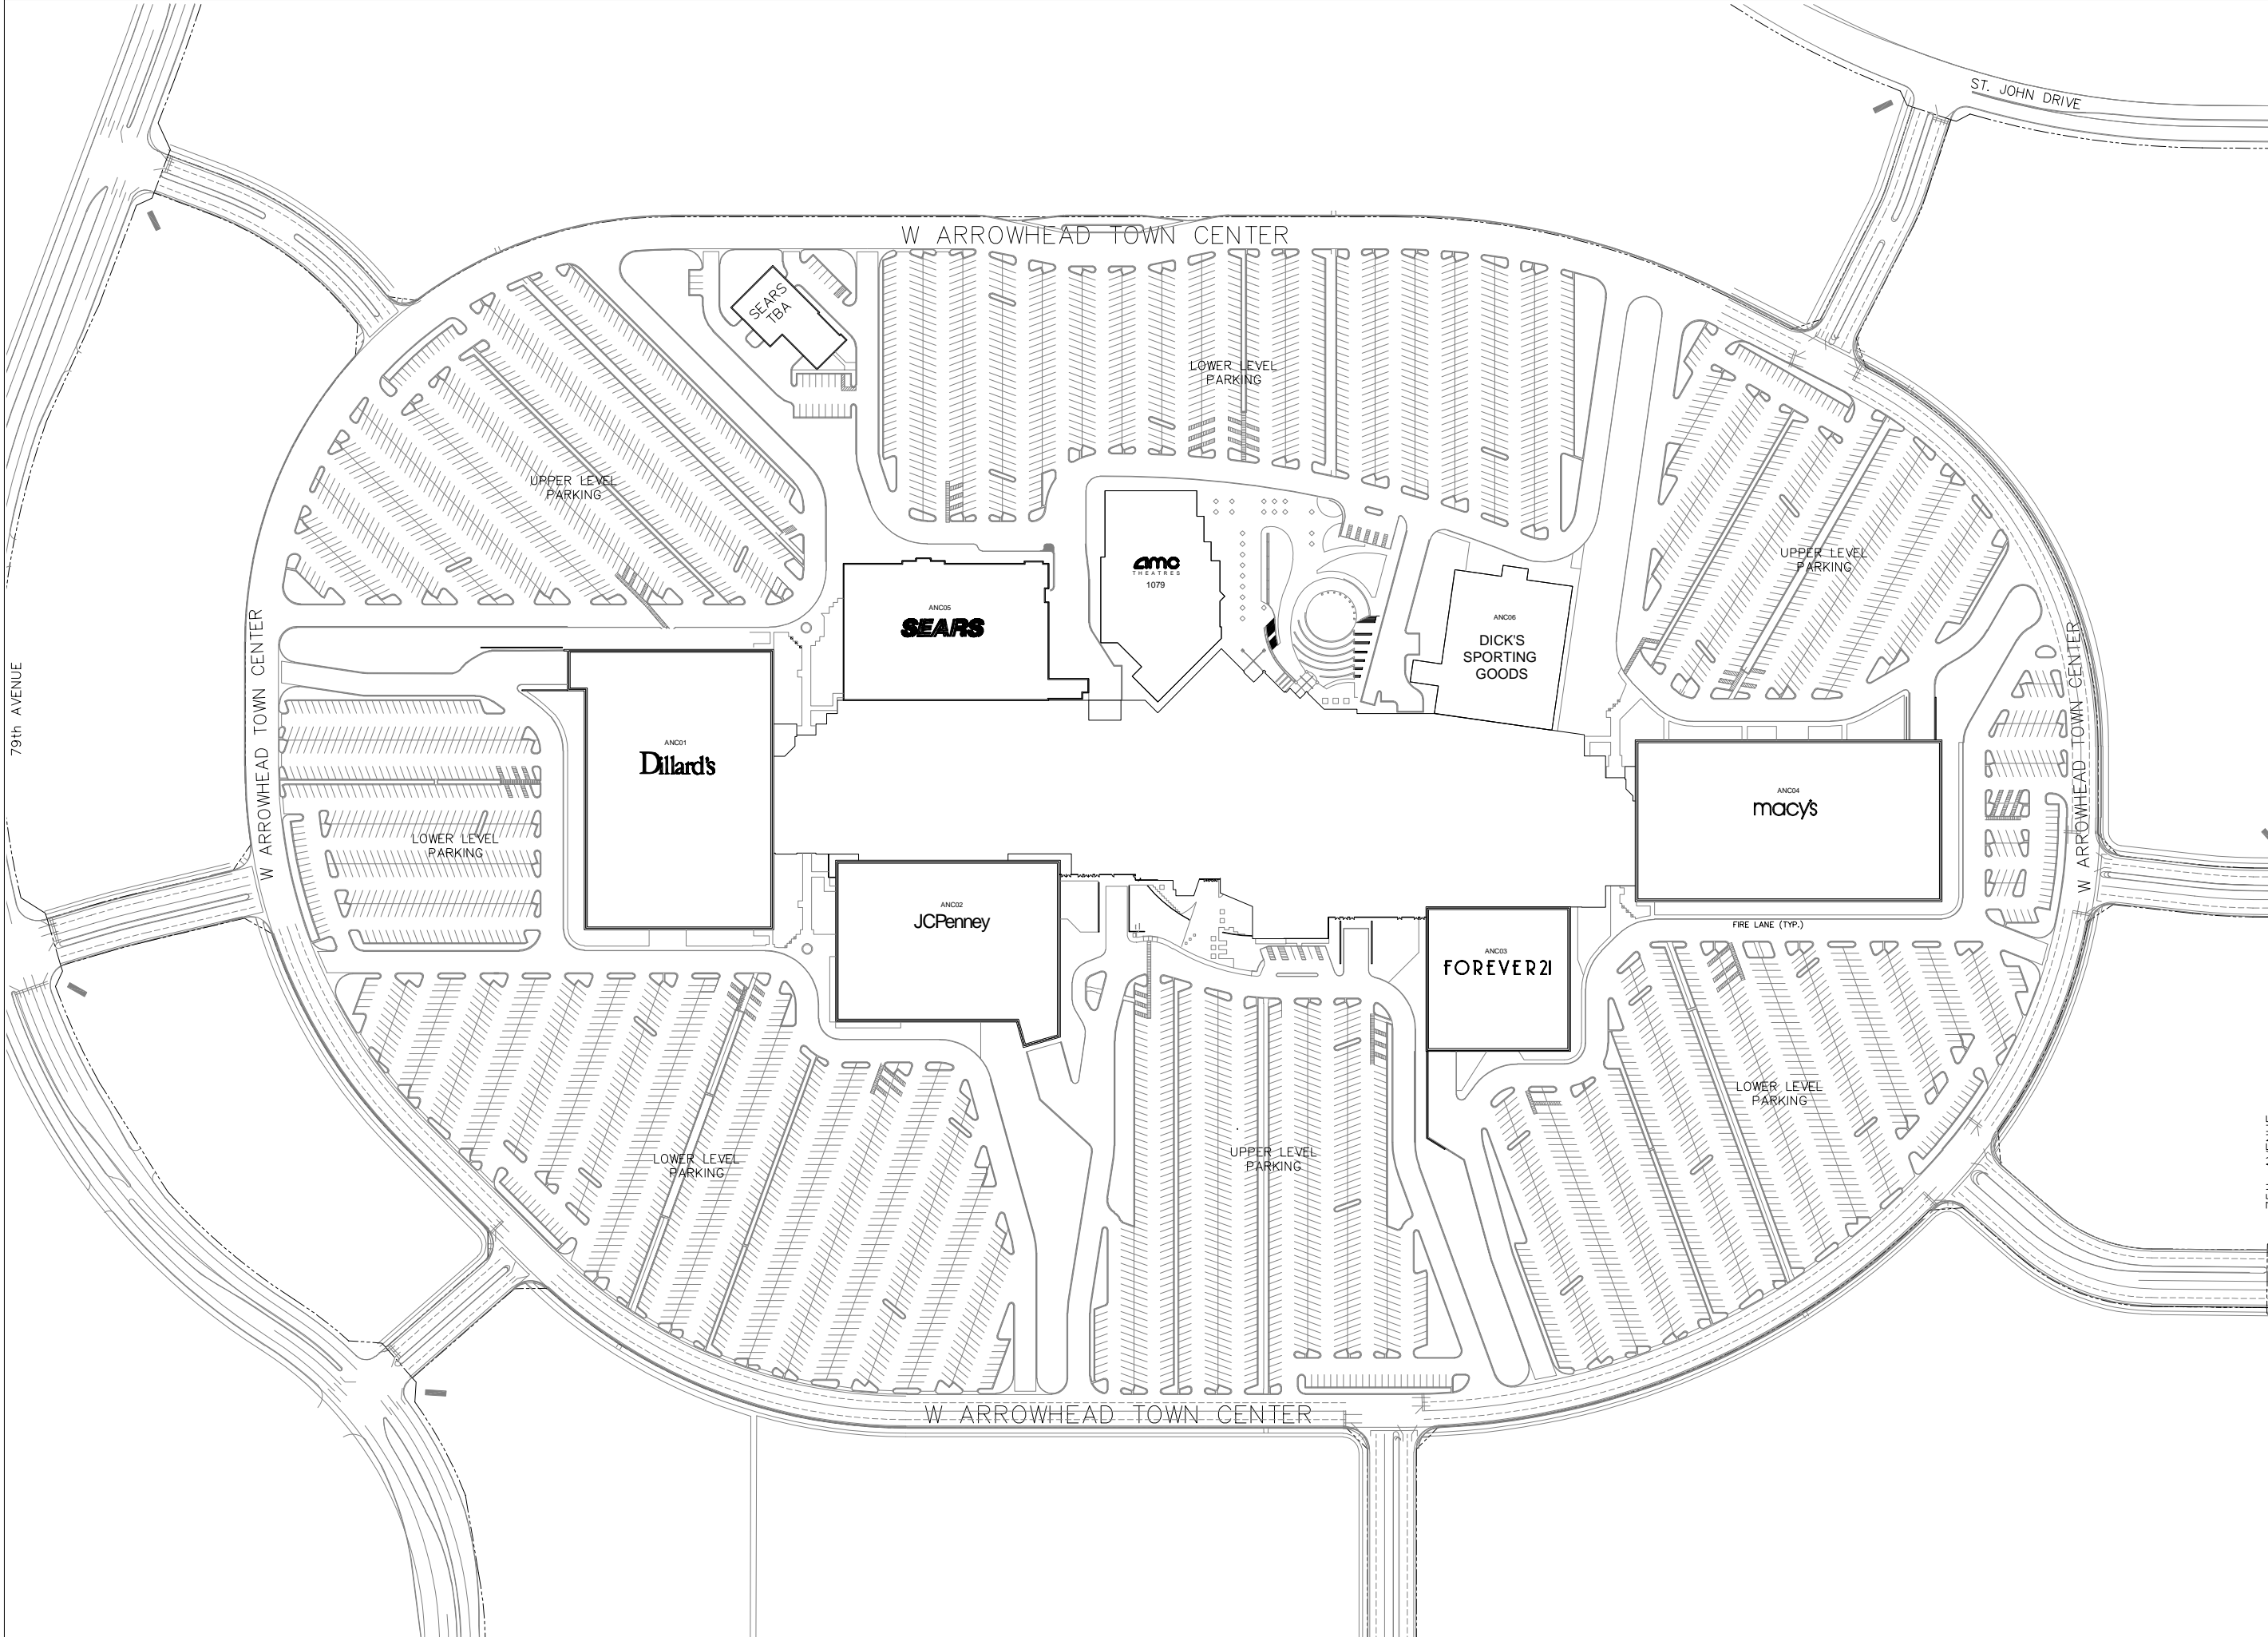 ST. JOHN DRIVE
W ARROWHEAD TOWN CENTER
SEARS
TBA
LOWER LEVEL
PARKING
UPPER LEVEL
PARKING
UPPER LEVEL
PARKING
amc
THEATRES
1079
ANC05
SEARS
ANC06
DICK'S
SPORTING
GOODS
79th AVENUE
W ARROWHEAD TOWN CENTER
W ARROWHEAD TOWN CENTER
ANC01
Dillard's
ANC04
macy's
LOWER LEVEL
PARKING
ANC02
JCPenney
FIRE LANE (TYP.)
ANC03
FOREVER 21
LOWER LEVEL
PARKING
UPPER LEVEL
PARKING
LOWER LEVEL
PARKING
W ARROWHEAD TOWN CENTER